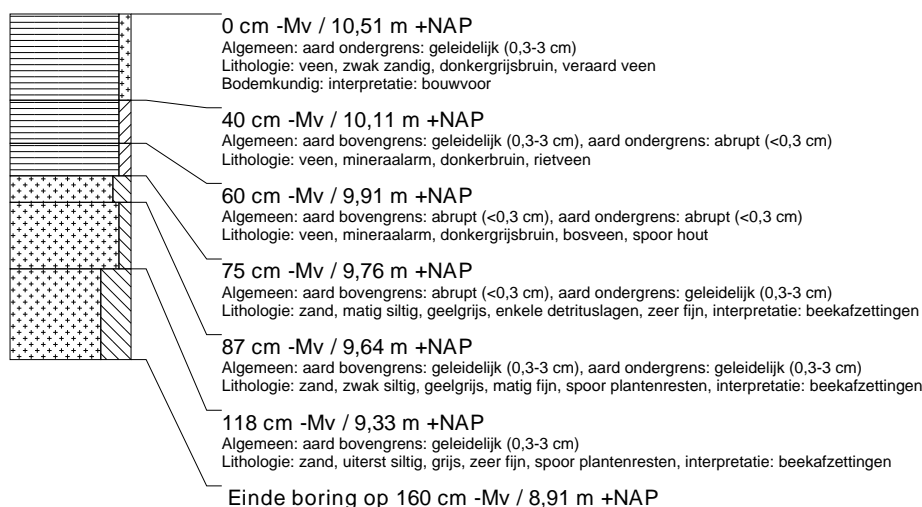 0 cm -Mv / 10,51 m +NAP
Algemeen: aard ondergrens: geleidelijk (0,3-3 cm)
Lithologie: veen, zwak zandig, donkergrijsbruin, veraard veen
Bodemkundig: interpretatie: bouwvoor
40 cm -Mv / 10,11 m +NAP
Algemeen: aard bovengrens: geleidelijk (0,3-3 cm), aard ondergrens: abrupt (<0,3 cm)
Lithologie: veen, mineraalarm, donkerbruin, rietveen
60 cm -Mv / 9,91 m +NAP
Algemeen: aard bovengrens: abrupt (<0,3 cm), aard ondergrens: abrupt (<0,3 cm)
Lithologie: veen, mineraalarm, donkergrijsbruin, bosveen, spoor hout
75 cm -Mv / 9,76 m +NAP
Algemeen: aard bovengrens: abrupt (<0,3 cm), aard ondergrens: geleidelijk (0,3-3 cm)
Lithologie: zand, matig siltig, geelgrijs, enkele detrituslagen, zeer fijn, interpretatie: beekafzettingen
87 cm -Mv / 9,64 m +NAP
Algemeen: aard bovengrens: geleidelijk (0,3-3 cm), aard ondergrens: geleidelijk (0,3-3 cm)
Lithologie: zand, zwak siltig, geelgrijs, matig fijn, spoor plantenresten, interpretatie: beekafzettingen
118 cm -Mv / 9,33 m +NAP
Algemeen: aard bovengrens: geleidelijk (0,3-3 cm)
Lithologie: zand, uiterst siltig, grijs, zeer fijn, spoor plantenresten, interpretatie: beekafzettingen
Einde boring op 160 cm -Mv / 8,91 m +NAP